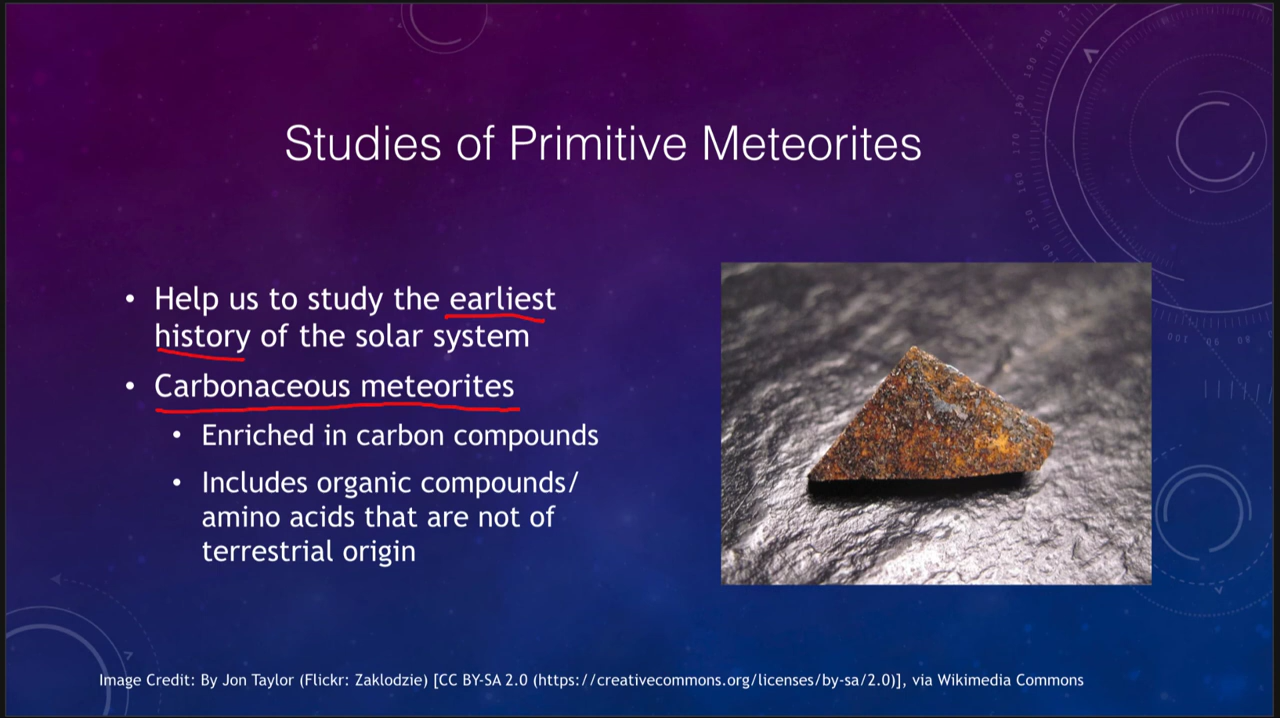 Studies of Primitive Meteorites
• Help us to study the earliest
history of the solar system
• Carbonaceous meteorites
• Enriched in carbon compounds
• Includes organic compounds/
amino acids that are not of
terrestrial origin
Image Credit: By Jon Taylor (Flickr: Zaklodzie) [CC BY-SA 2.0 (https://creativecommons.org/licenses/by-sa/2.0)], via Wikimedia Commons